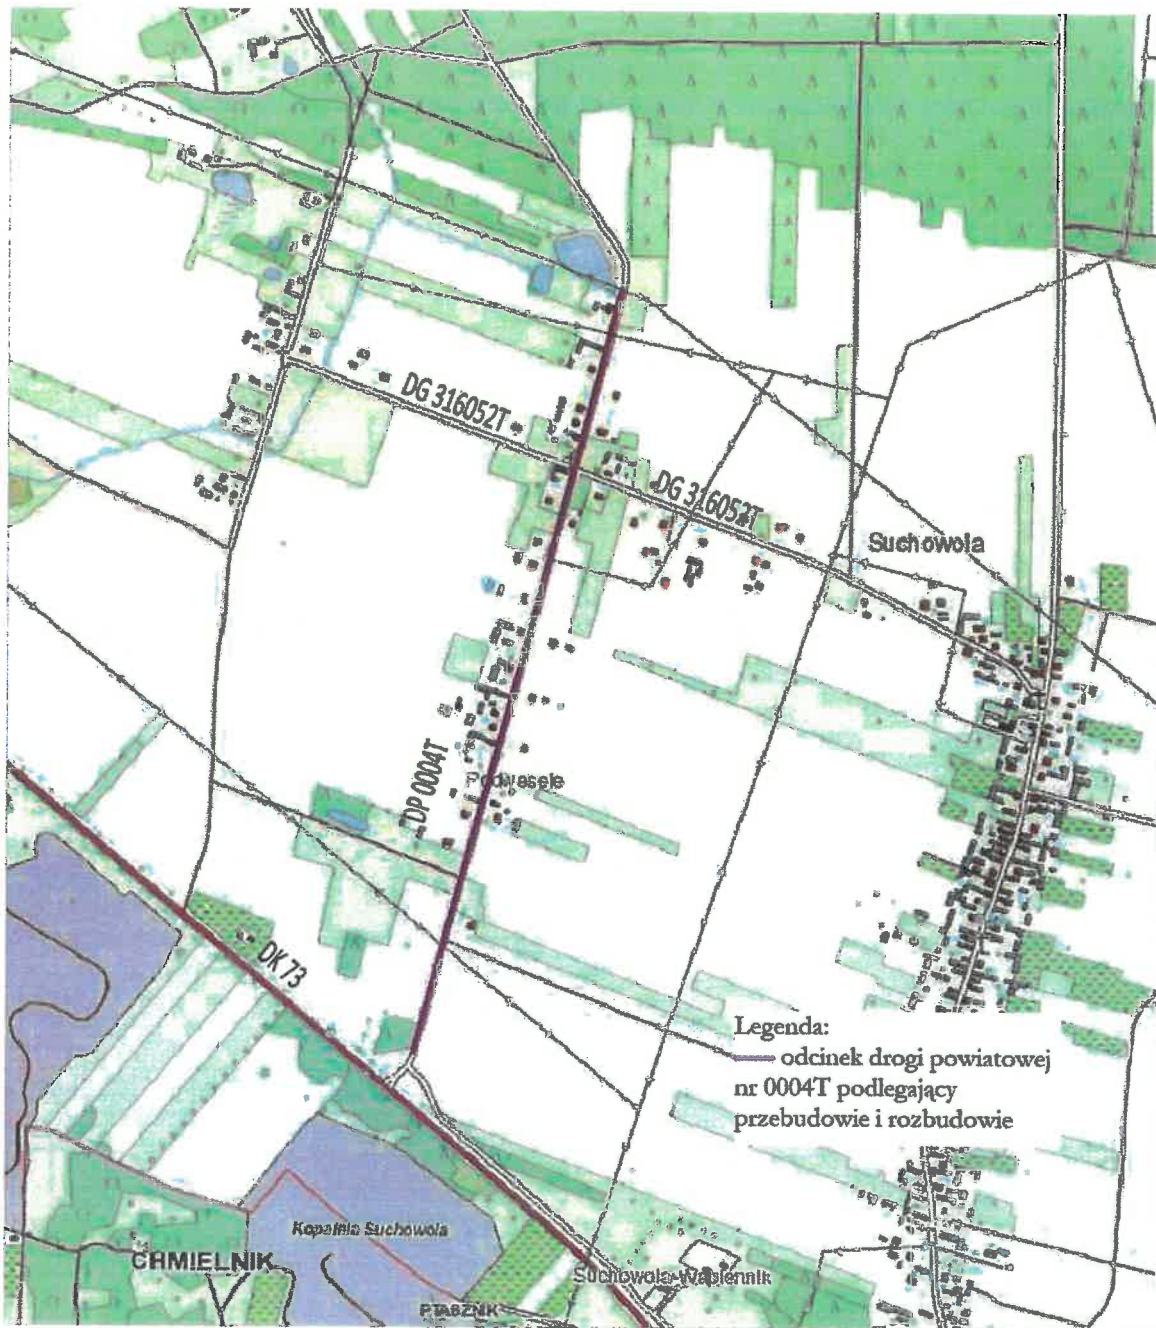 DG 316052T
DG 316052T
Suchowola
DP 0004T
Podwesele
DK 73
Legenda:
odcinek drogi powiatowej
nr 0004T podlegający
przebudowie i rozbudowie
Kopalnia Suchowola
CHMIELNIK
Suchowola-Wapiennik
PTASZNIK